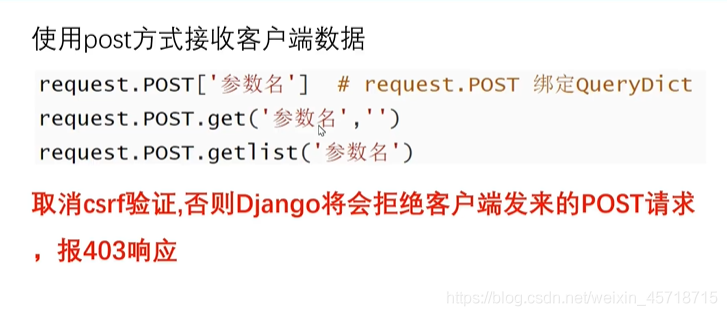 使用post方式接收客户端数据
request.POST['参数名']  # request.POST 绑定QueryDict
request.POST.get('参数名','')
request.POST.getlist('参数名')
取消csrf验证,否则Django将会拒绝客户端发来的POST请求
，报403响应
https://blog.csdn.net/weixin_45718715